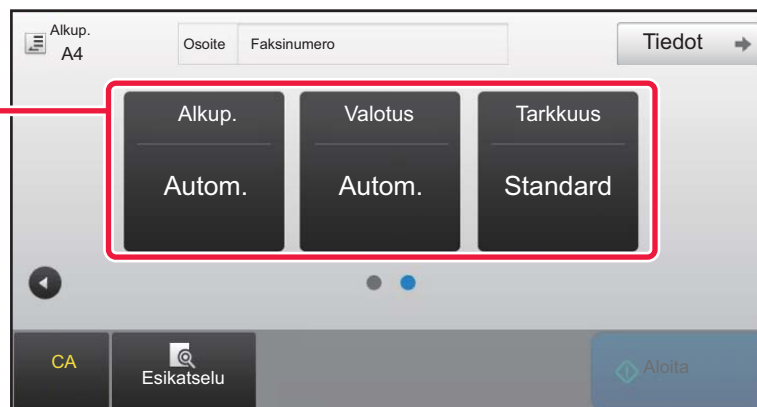 Alkup.
A4
Osoite Faksinumero
Tiedot
Alkup. Valotus Tarkkuus
Autom. Autom. Standard
CA
Esikatselu
Aloita